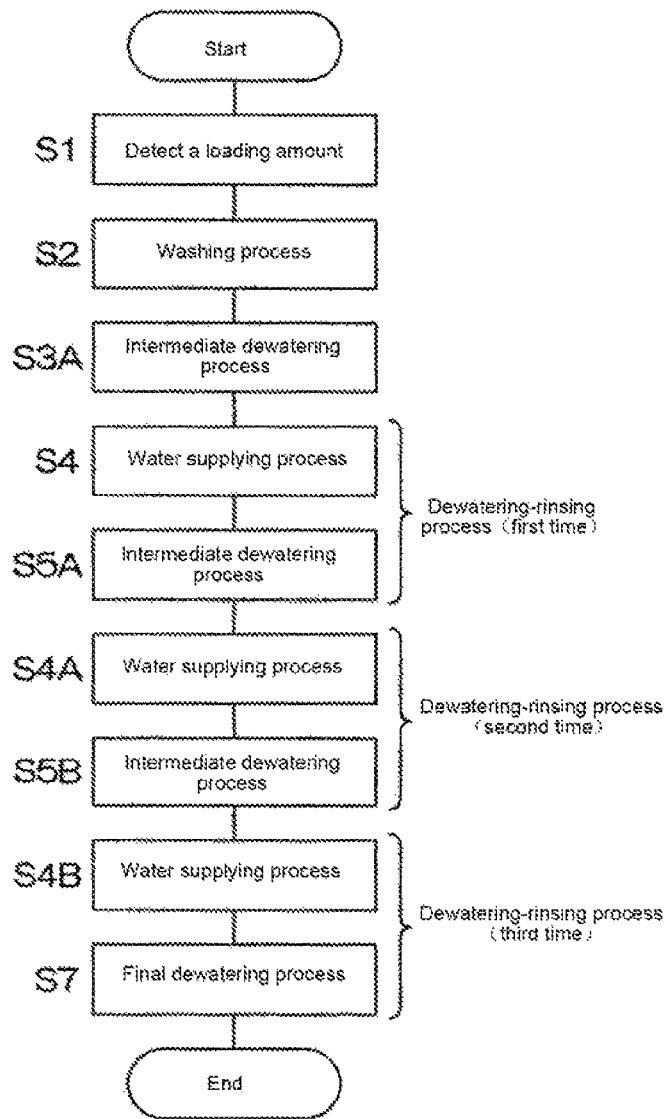 Start
S1
Detect a loading amount
S2
Washing process
S3A
Intermediate dewatering
process
S4
Water supplying process
S5A
Intermediate dewatering
process
Dewatering-rinsing
process (first time)
S4A
Water supplying process
S5B
Intermediate dewatering
process
Dewatering-rinsing process
(second time)
S4B
Water supplying process
S7
Final dewatering process
Dewatering-rinsing process
(third time)
End